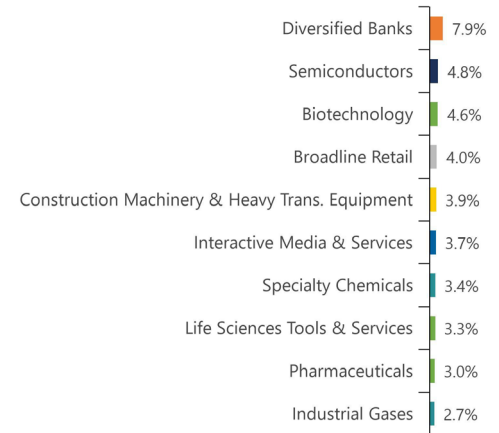 Diversified Banks 7.9%
Semiconductors 4.8%
Biotechnology 4.6%
Broadline Retail 4.0%
Construction Machinery & Heavy Trans. Equipment 3.9%
Interactive Media & Services 3.7%
Specialty Chemicals 3.4%
Life Sciences Tools & Services 3.3%
Pharmaceuticals 3.0%
Industrial Gases 2.7%